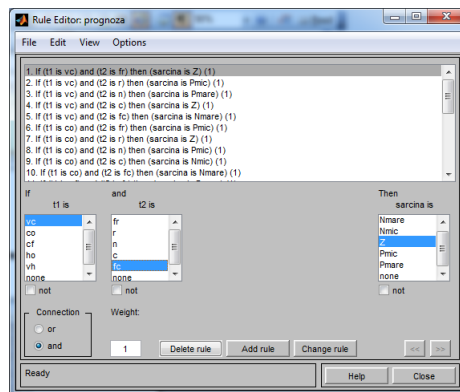 Rule Editor: prognoza
File Edit View Options
1. If (t1 is vc) and (t2 is fr) then (sarcina is Z) (1)
2. If (t1 is vc) and (t2 is r) then (sarcina is Pmic) (1)
3. If (t1 is vc) and (t2 is n) then (sarcina is Pmare) (1)
4. If (t1 is vc) and (t2 is c) then (sarcina is Z) (1)
5. If (t1 is vc) and (t2 is fc) then (sarcina is Nmare) (1)
6. If (t1 is co) and (t2 is fr) then (sarcina is Pmic) (1)
7. If (t1 is co) and (t2 is r) then (sarcina is Z) (1)
8. If (t1 is co) and (t2 is n) then (sarcina is Pmic) (1)
9. If (t1 is co) and (t2 is c) then (sarcina is Nmic) (1)
10. If (t1 is co) and (t2 is fc) then (sarcina is Nmare) (1)
If and Then
t1 is t2 is sarcina is
vc fr Nmare
co r Nmic
cf n Z
ho c Pmic
vh fc Pmare
none none none
not not not
Connection Weight:
or
and 1 Delete rule Add rule Change rule << >>
Ready Help Close